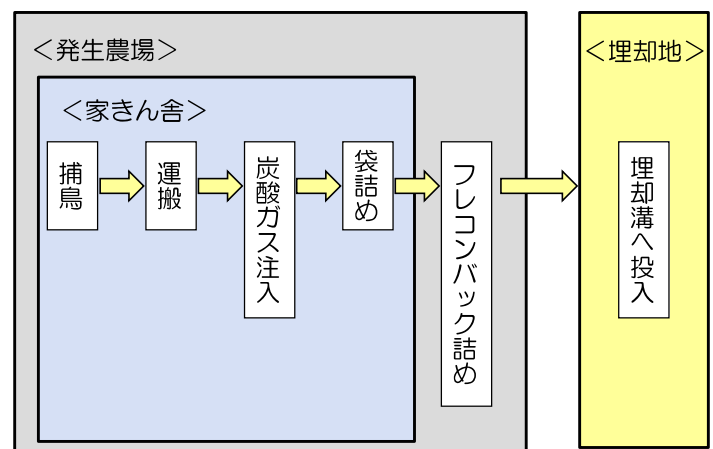 ＜発生農場＞
＜家きん舎＞
捕鳥
運搬
炭酸ガス注入
袋詰め
フレコンバック詰め
＜埋却地＞
埋却溝へ投入